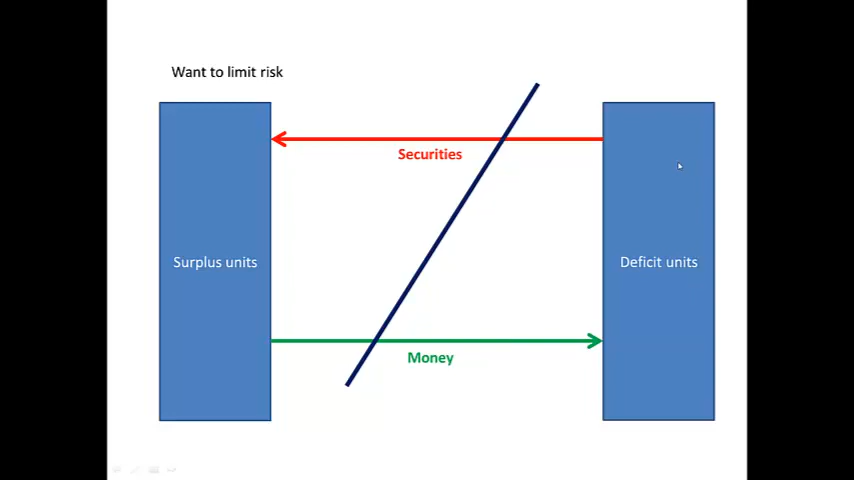 Want to limit risk
Securities
Surplus units
Deficit units
Money